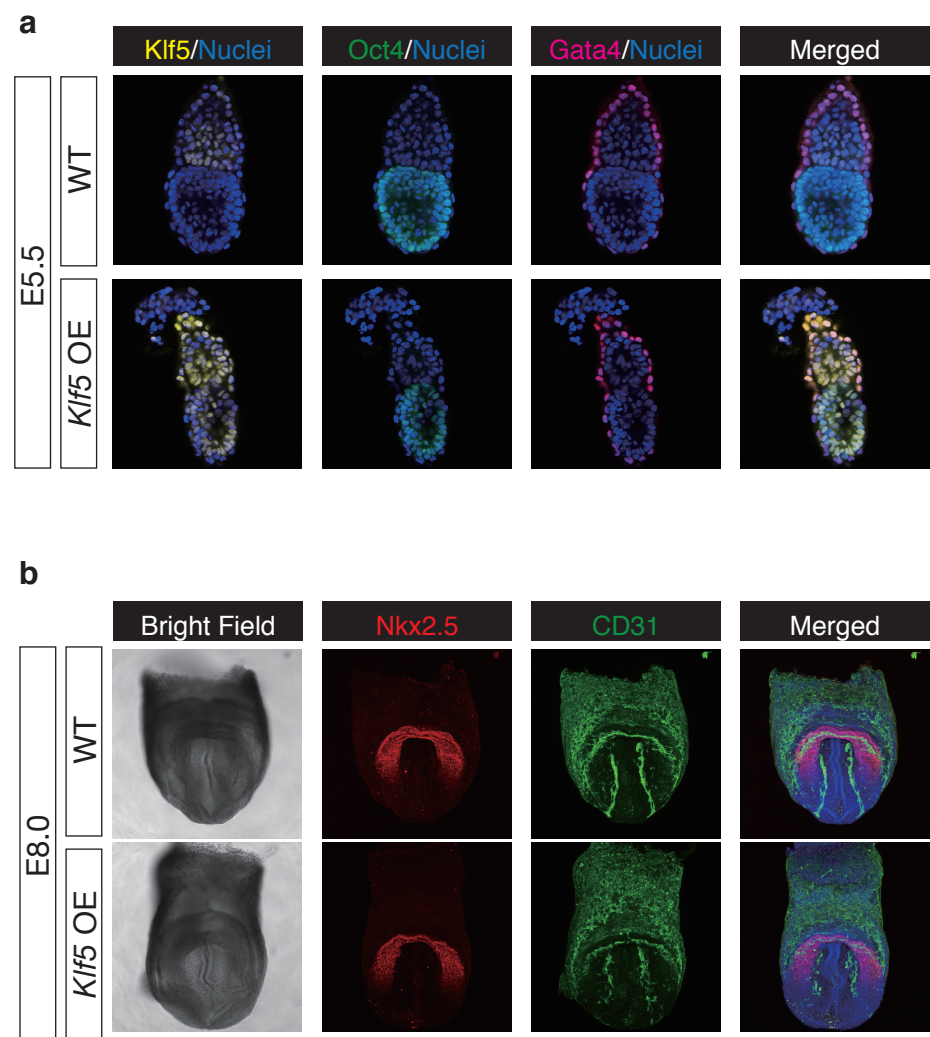 a
Klf5/Nuclei
Oct4/Nuclei
Gata4/Nuclei
Merged
E5.5
WT
Klf5 OE
b
Bright Field
Nkx2.5
CD31
Merged
E8.0
WT
Klf5 OE